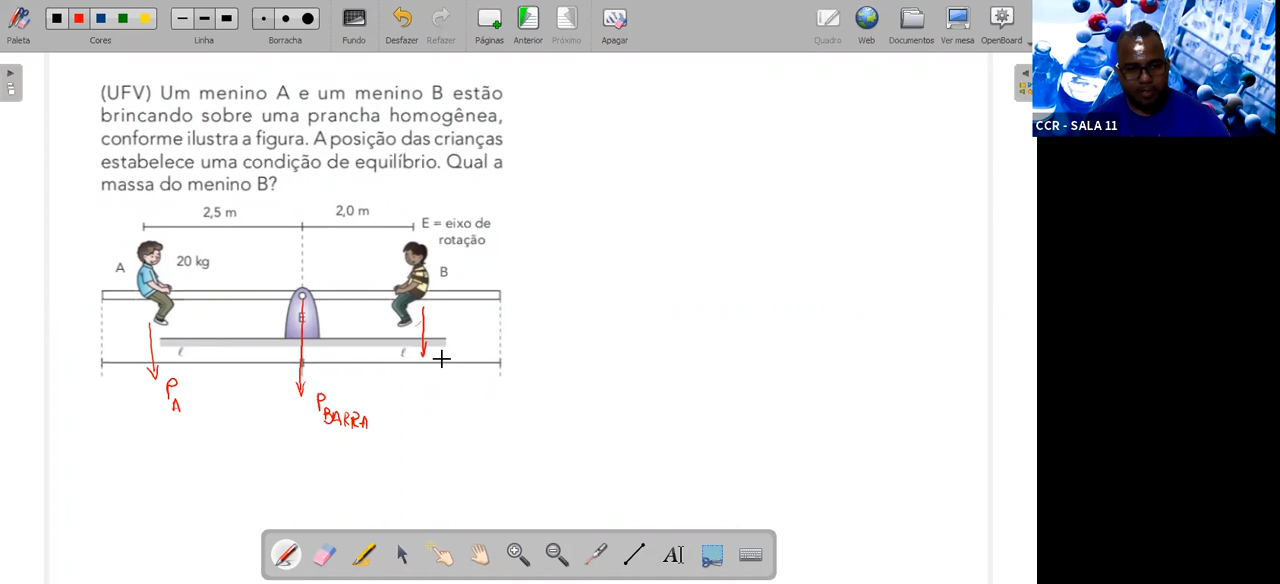 Paleta
Cores
Linha
Borracha
Fundo
Desfazer
Refazer
Páginas
Anterior
Próximo
Apagar
Quadro
Web
Documentos
Ver mesa
OpenBoard
CCR - SALA 11
(UFV) Um menino A e um menino B estão
brincando sobre uma prancha homogênea,
conforme ilustra a figura. A posição das crianças
estabelece uma condição de equilíbrio. Qual a
massa do menino B?
2,5 m
2,0 m
E = eixo de
rotação
A
20 kg
B
E
ℓ
ℓ
P A
P BARRA